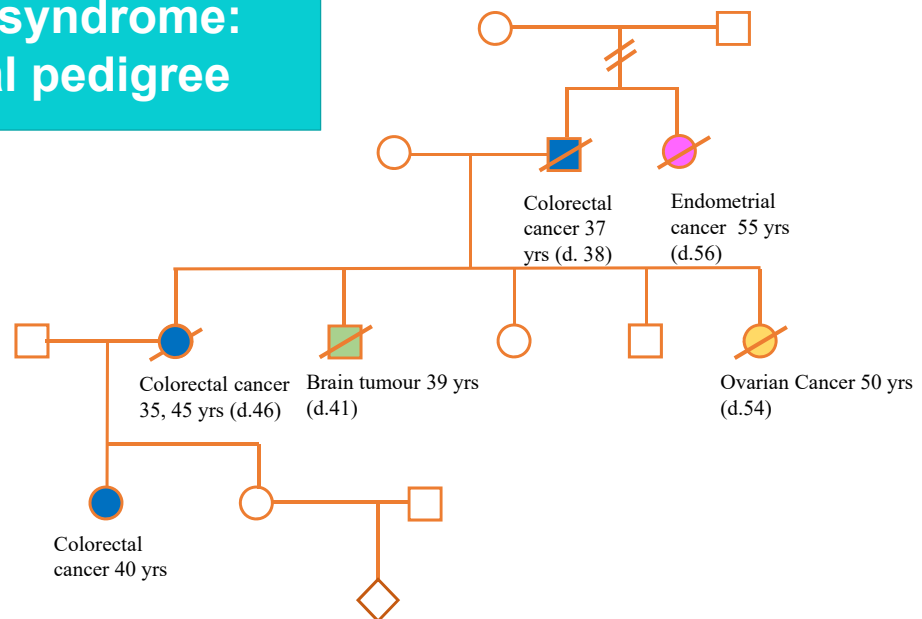 syndrome:
al pedigree
Colorectal
cancer 37
yrs (d. 38)
Endometrial
cancer 55 yrs
(d.56)
Colorectal cancer
35, 45 yrs (d.46)
Brain tumour 39 yrs
(d.41)
Ovarian Cancer 50 yrs
(d.54)
Colorectal
cancer 40 yrs